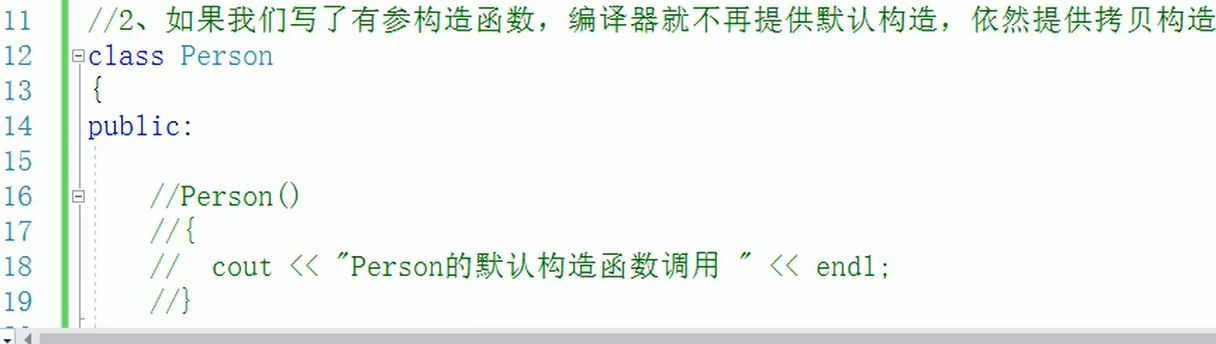 11 //2、如果我们写了有参构造函数，编译器就不再提供默认构造，依然提供拷贝构造
12 class Person
13 {
14 public:
15
16 //Person()
17 //{
18 // cout << "Person的默认构造函数调用 " << endl;
19 //}